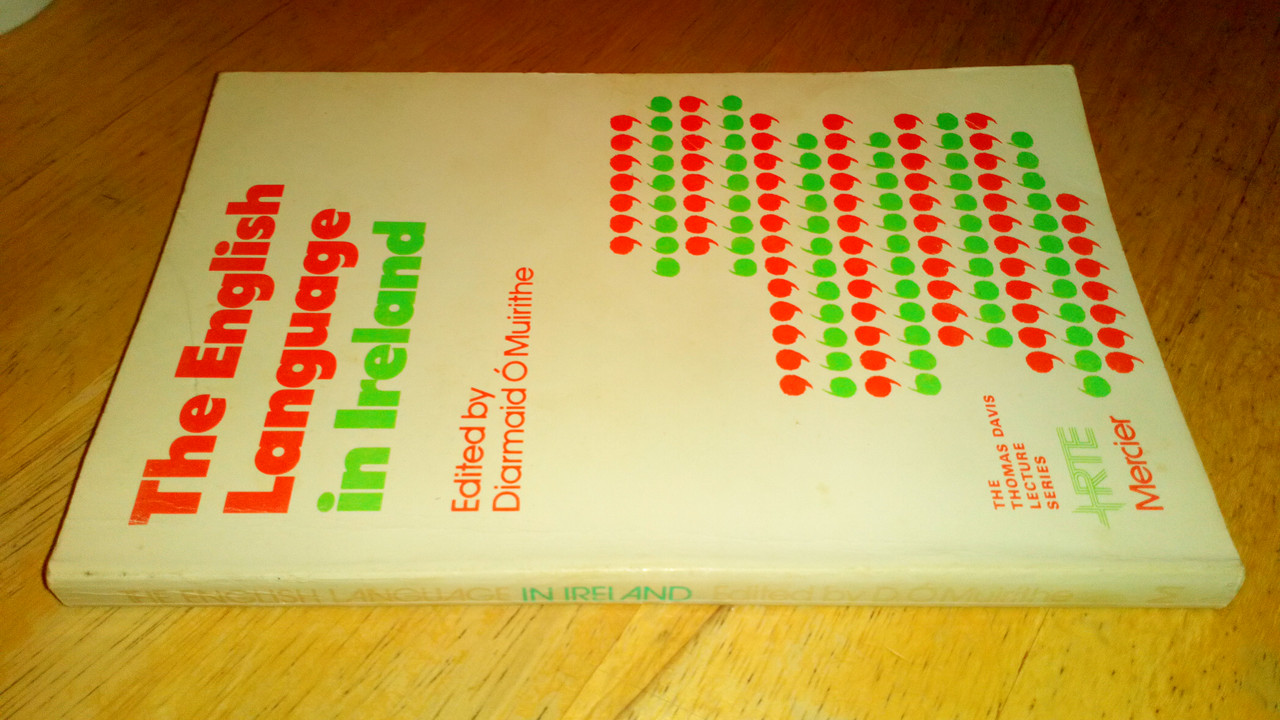 The English
Language
in Ireland
Edited by
Diarmaid Ó Muirithe
THE
THOMAS DAVIS
LECTURE
SERIES
RTE
Mercier
THE ENGLISH LANGUAGE IN IRELAND Edited by D. Ó Muirithe M